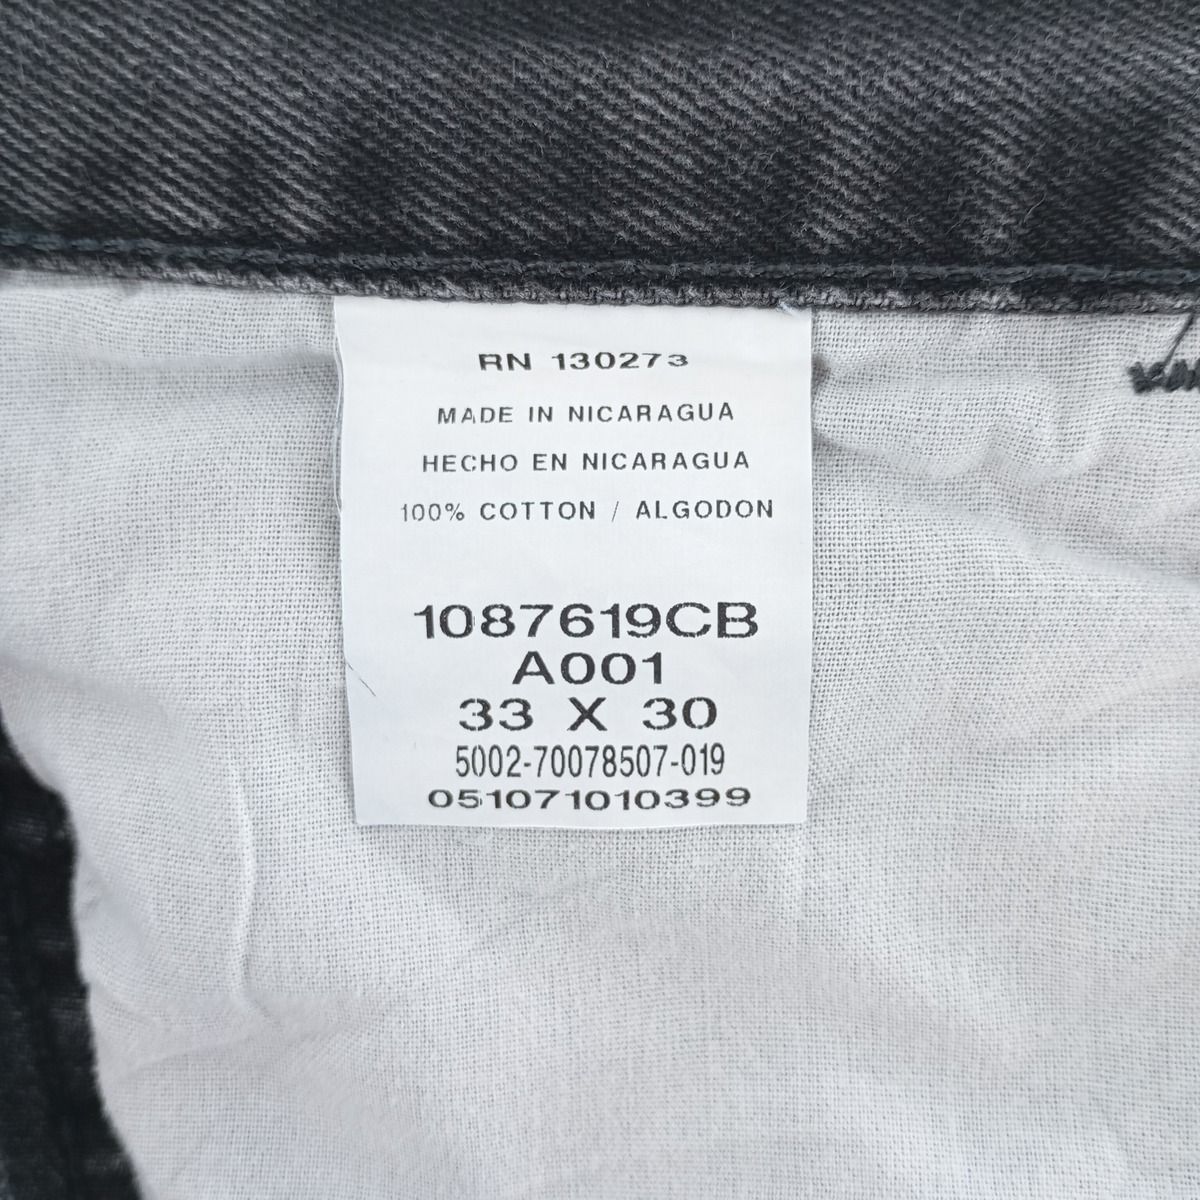 RN 130273
MADE IN NICARAGUA
HECHO EN NICARAGUA
100% COTTON / ALGODON
1087619CB
A001
33 X 30
5002-70078507-019
051071010399